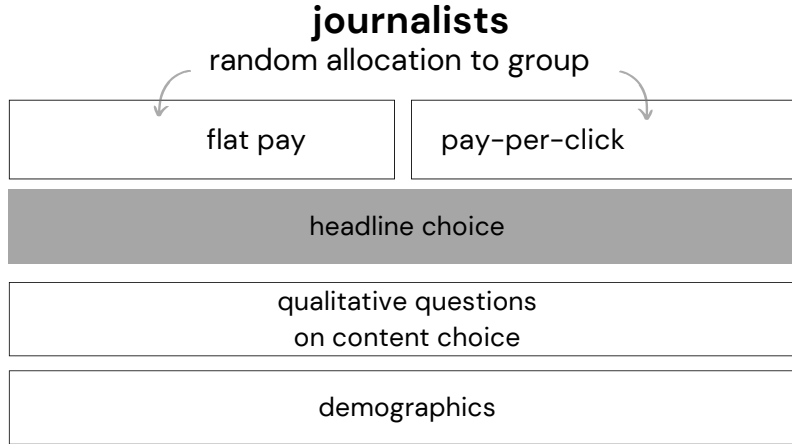 journalists
random allocation to group
flat pay
pay-per-click
headline choice
qualitative questions
on content choice
demographics